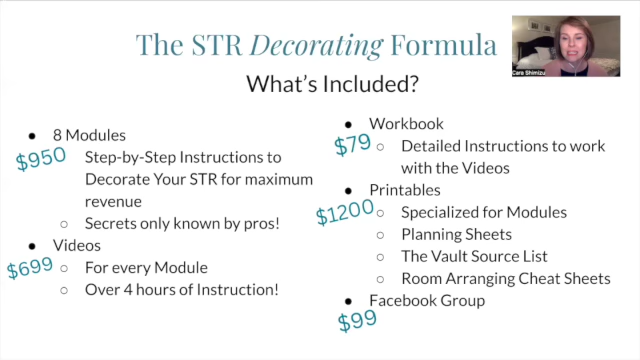 The STR Decorating Formula
What's Included?
Cara Shimizu
● 8 Modules
$950
Step-by-Step Instructions to
Decorate Your STR for maximum
revenue
○ Secrets only known by pros!
● Videos
$699
○ For every Module
○ Over 4 hours of Instruction!
● Workbook
$79
○ Detailed Instructions to work
with the Videos
● Printables
$1200
○ Specialized for Modules
○ Planning Sheets
○ The Vault Source List
○ Room Arranging Cheat Sheets
● Facebook Group
$99